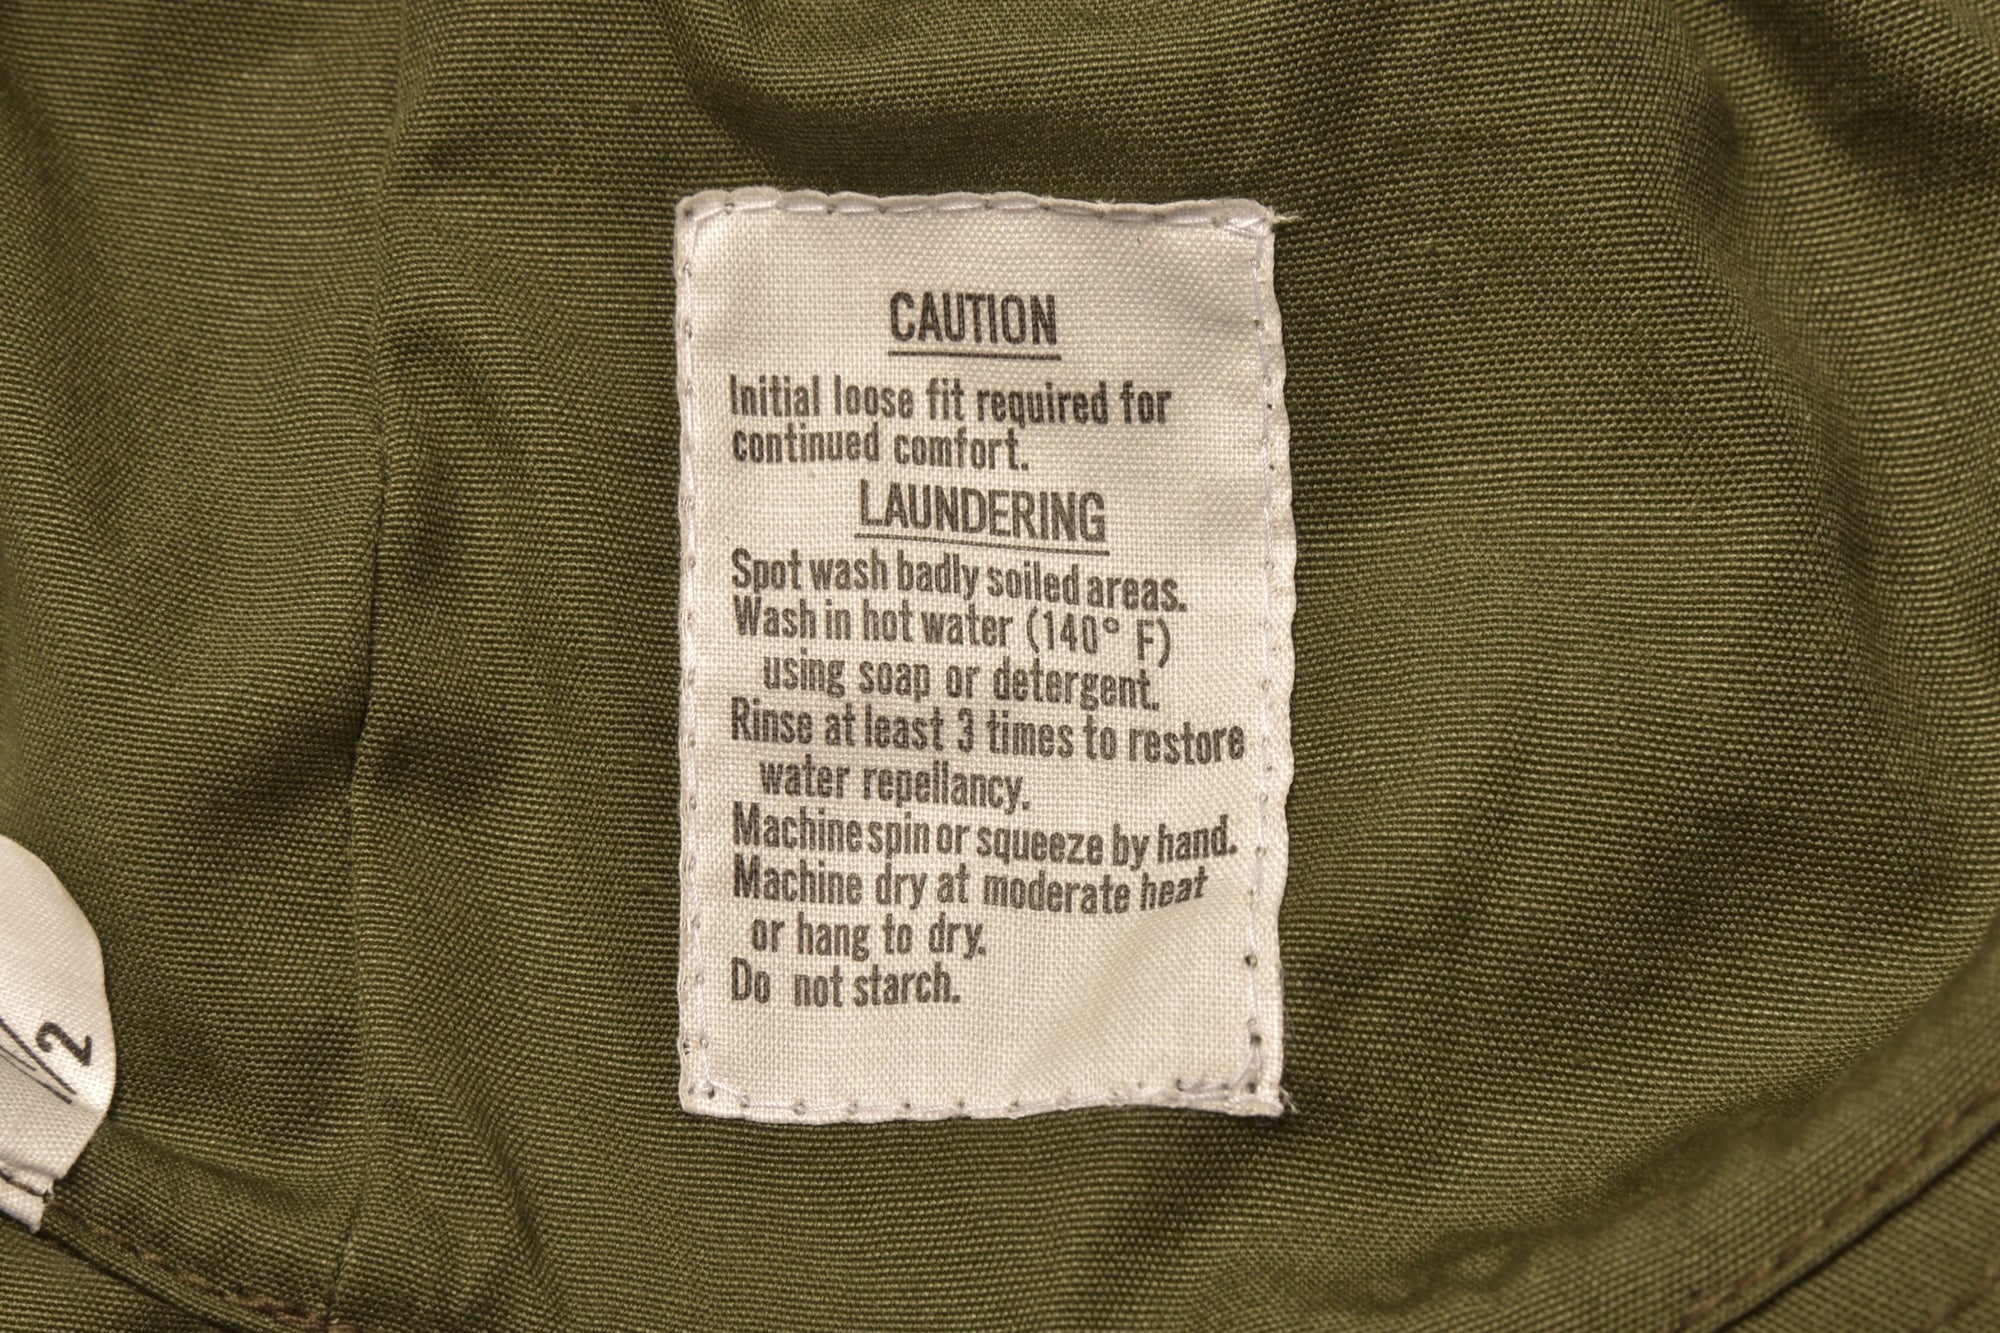 CAUTION
Initial loose fit required for
continued comfort.
LAUNDERING
Spot wash badly soiled areas.
Wash in hot water (140° F)
using soap or detergent.
Rinse at least 3 times to restore
water repellancy.
Machine spin or squeeze by hand.
Machine dry at moderate heat
or hang to dry.
Do not starch.
/2